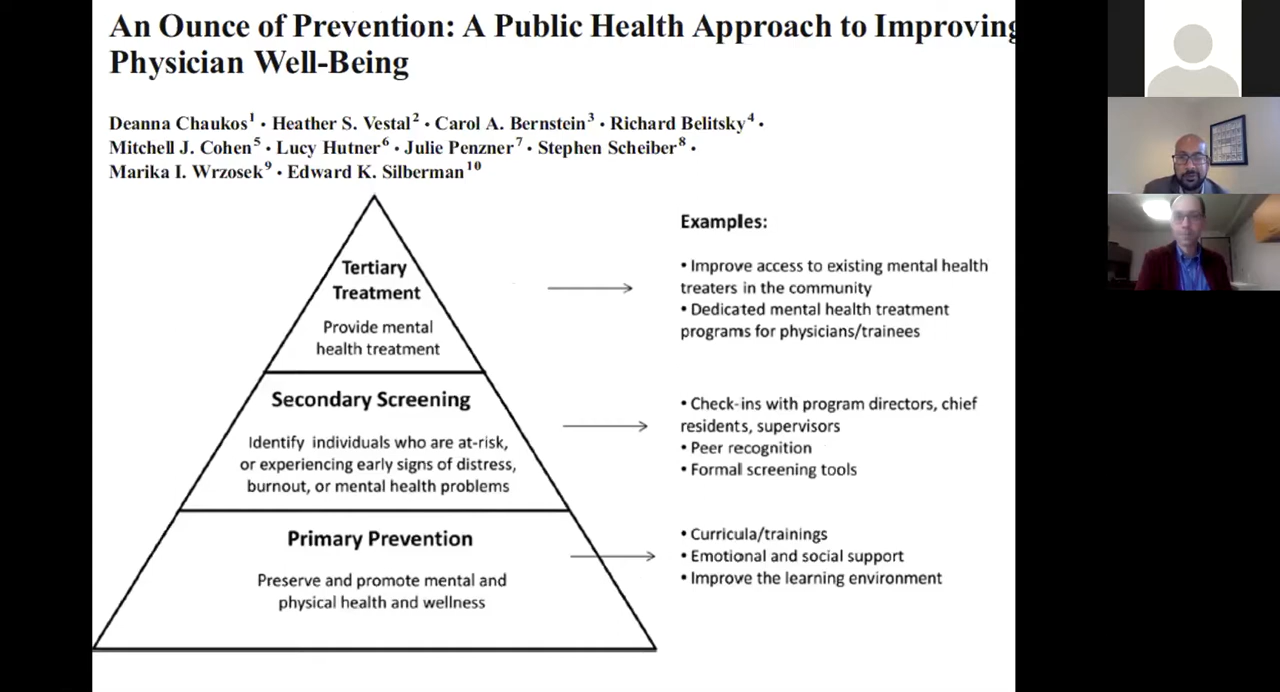 An Ounce of Prevention: A Public Health Approach to Improving
Physician Well-Being
Deanna Chaukos1 · Heather S. Vestal2 · Carol A. Bernstein3 · Richard Belitsky4 ·
Mitchell J. Cohen5 · Lucy Hutner6 · Julie Penzner7 · Stephen Scheiber8 ·
Marika I. Wrzosek9 · Edward K. Silberman10
Tertiary
Treatment
Provide mental
health treatment
Secondary Screening
Identify individuals who are at-risk,
or experiencing early signs of distress,
burnout, or mental health problems
Primary Prevention
Preserve and promote mental and
physical health and wellness
Examples:
• Improve access to existing mental health
treaters in the community
• Dedicated mental health treatment
programs for physicians/trainees
• Check-ins with program directors, chief
residents, supervisors
• Peer recognition
• Formal screening tools
• Curricula/trainings
• Emotional and social support
• Improve the learning environment